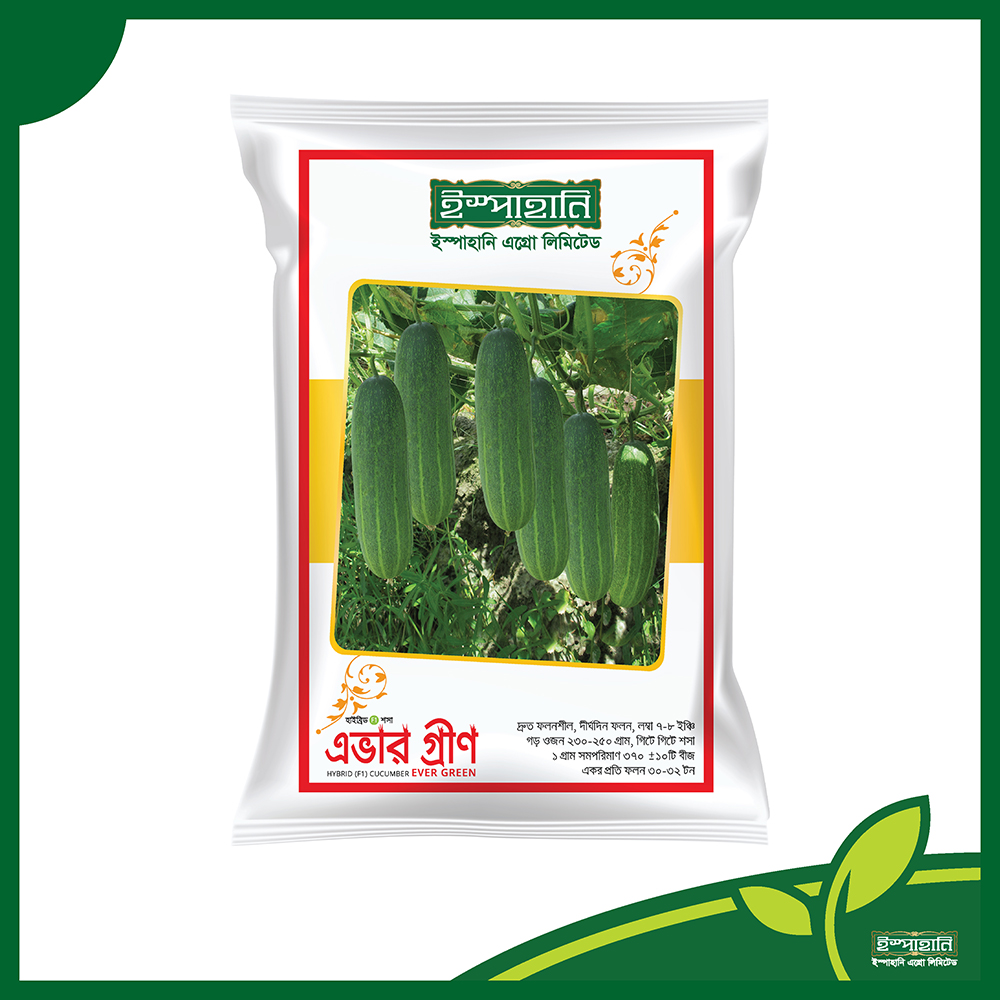 ইস্পাহানি
ইস্পাহানি এগ্রো লিমিটেড
হাইব্রিড F1 শসা
এভার গ্রীণ
HYBRID (F1) CUCUMBER EVER GREEN
দ্রুত ফলনশীল, দীর্ঘদিন ফলন, লম্বা ৭-৮ ইঞ্চি
গড় ওজন ২৩০-২৫০ গ্রাম, গিটে গিটে শসা
১ গ্রাম সমপরিমাণ ৩৭০ ±১০টি বীজ
একর প্রতি ফলন ৩০-৩২ টন
ইস্পাহানি
ইস্পাহানি এগ্রো লিমিটেড